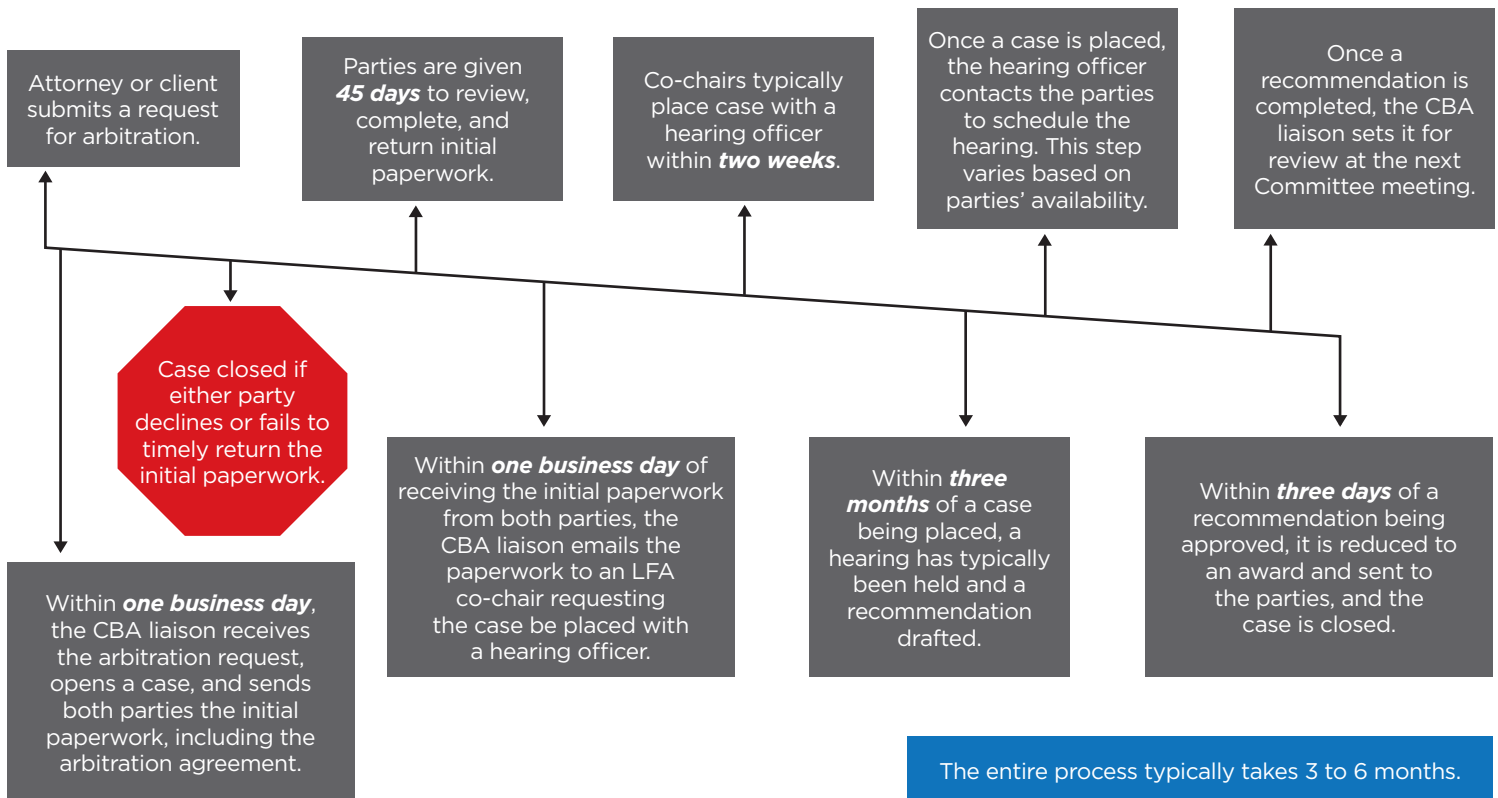 Attorney or client
submits a request
for arbitration.
Within one business day,
the CBA liaison receives
the arbitration request,
opens a case, and sends
both parties the initial
paperwork, including the
arbitration agreement.
Case closed if
either party
declines or fails to
timely return the
initial paperwork.
Parties are given
45 days to review,
complete, and
return initial
paperwork.
Within one business day of
receiving the initial paperwork
from both parties, the
CBA liaison emails the
paperwork to an LFA
co-chair requesting
the case be placed with
a hearing officer.
Co-chairs typically
place case with a
hearing officer
within two weeks.
Within three
months of a case
being placed, a
hearing has typically
been held and a
recommendation
drafted.
Once a case is placed,
the hearing officer
contacts the parties
to schedule the
hearing. This step
varies based on
parties’ availability.
Once a
recommendation is
completed, the CBA
liaison sets it for
review at the next
Committee meeting.
Within three days of a
recommendation being
approved, it is reduced to
an award and sent to
the parties, and the
case is closed.
The entire process typically takes 3 to 6 months.